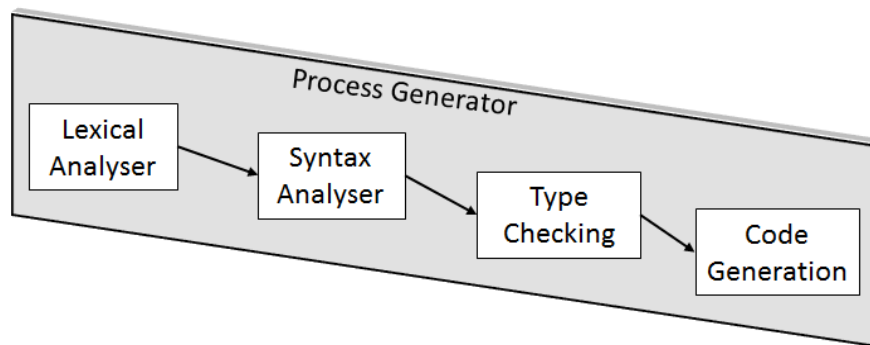 Process Generator
Lexical
Analyser
Syntax
Analyser
Type
Checking
Code
Generation